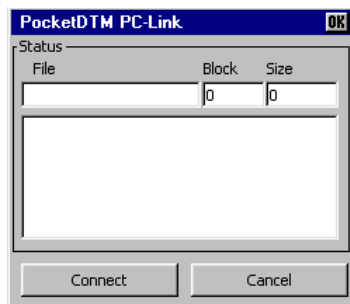 PocketDTM PC-Link OK
Status
File Block Size
0 0
Connect Cancel